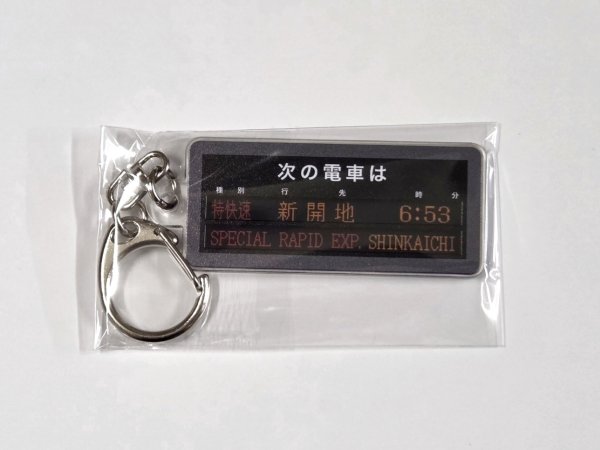 次の電車は
種別 行先 時分
特快速 新開地 6:53
SPECIAL RAPID EXP. SHINKAICHI